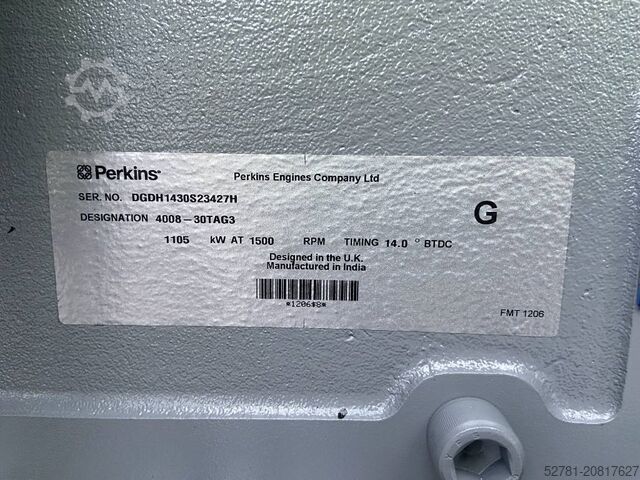 Perkins
Perkins Engines Company Ltd
SER. NO. DGDH1430S23427H
DESIGNATION 4008-30TAG3
G
1105 kW AT 1500 RPM TIMING 14.0 ° BTDC
Designed in the U.K.
Manufactured in India
*1206#8*
FMT 1206
52781-20817627